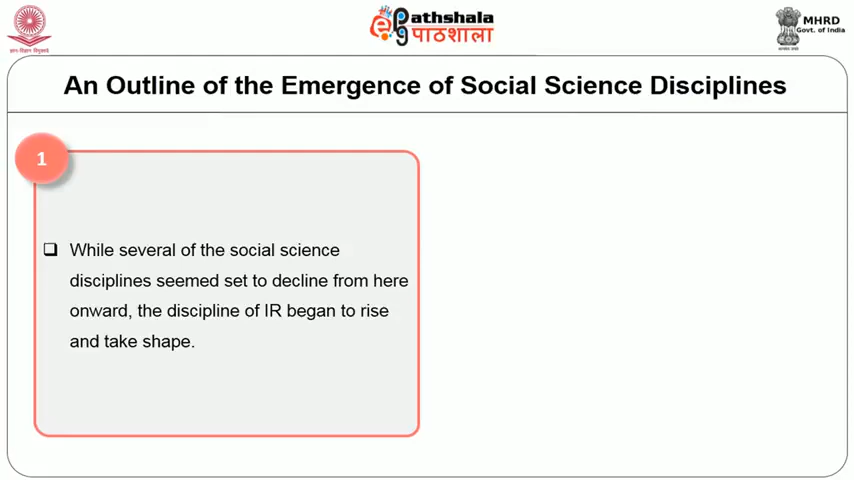 ePathshala
पाठशाला
MHRD
Govt. of India
An Outline of the Emergence of Social Science Disciplines
1
While several of the social science
disciplines seemed set to decline from here
onward, the discipline of IR began to rise
and take shape.